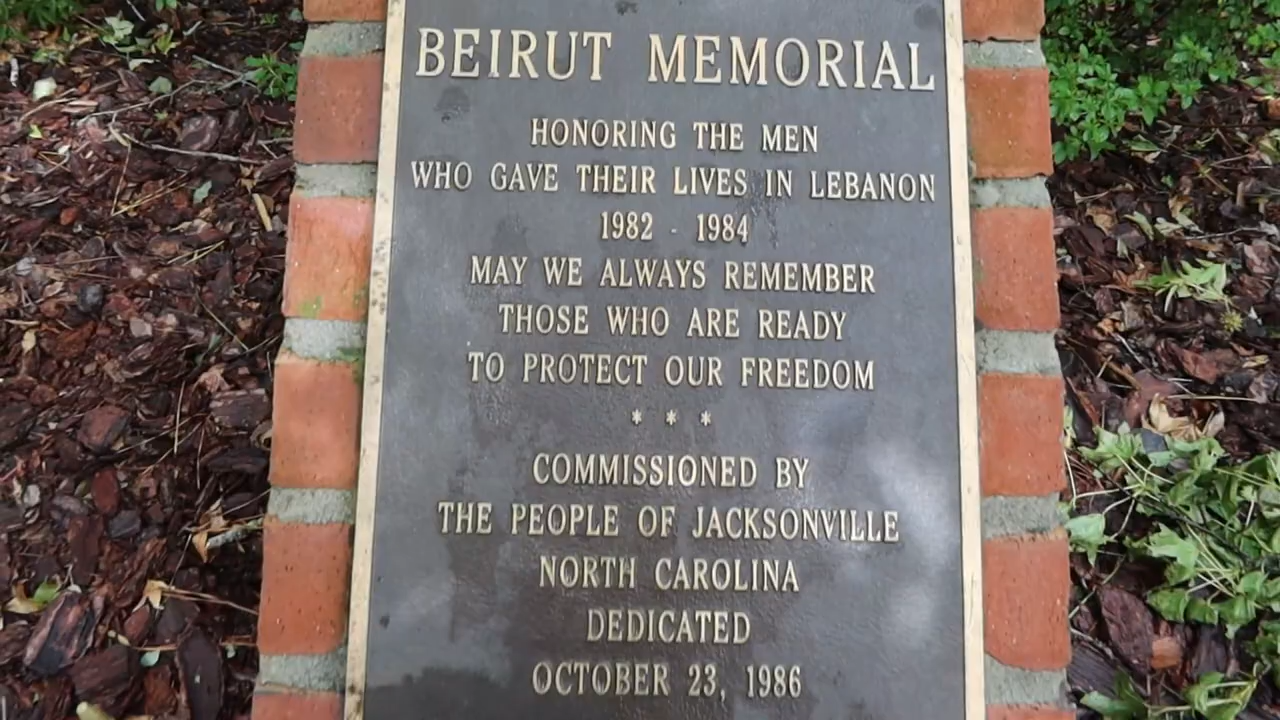 BEIRUT MEMORIAL
HONORING THE MEN
WHO GAVE THEIR LIVES IN LEBANON
1982 - 1984
MAY WE ALWAYS REMEMBER
THOSE WHO ARE READY
TO PROTECT OUR FREEDOM
* * *
COMMISSIONED BY
THE PEOPLE OF JACKSONVILLE
NORTH CAROLINA
DEDICATED
OCTOBER 23, 1986